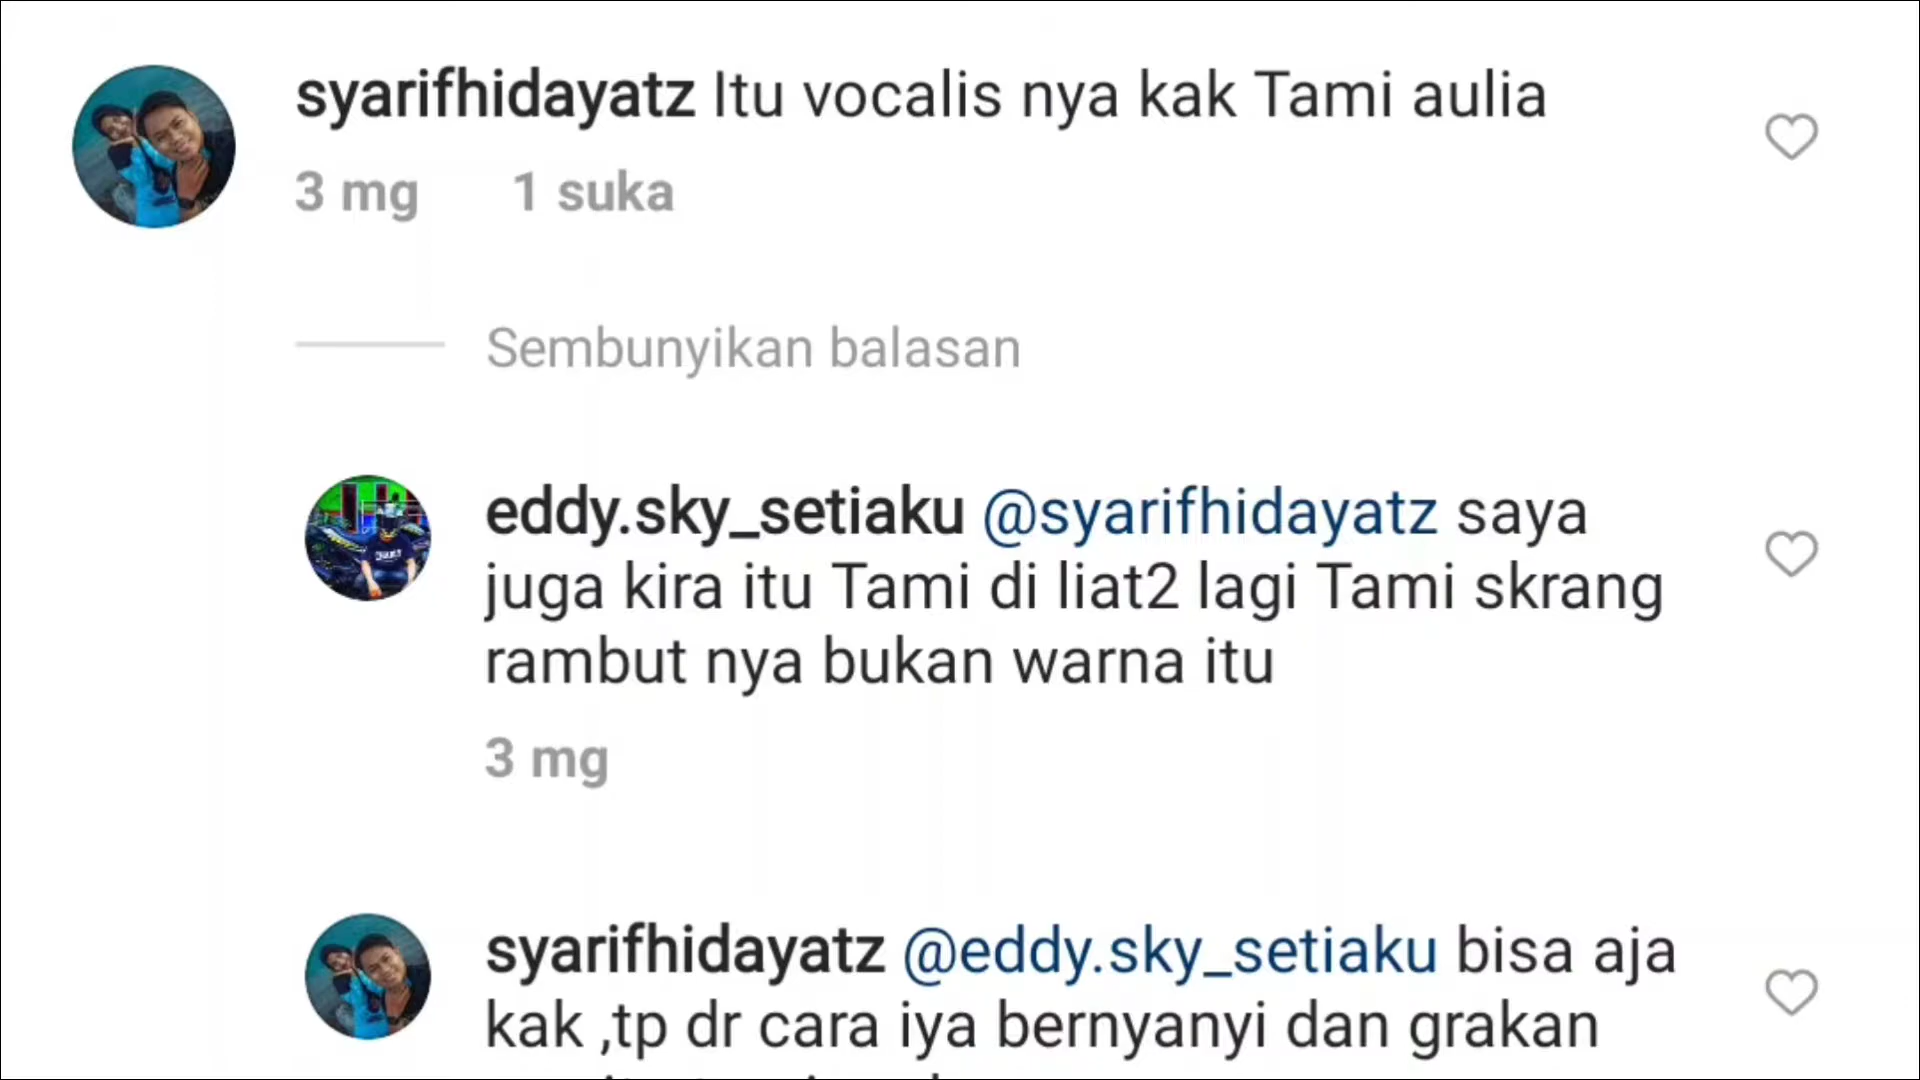 syarifhidayatz Itu vocalis nya kak Tami aulia
3 mg 1 suka
Sembunyikan balasan
eddy.sky_setiaku @syarifhidayatz saya
juga kira itu Tami di liat2 lagi Tami skrang
rambut nya bukan warna itu
3 mg
syarifhidayatz @eddy.sky_setiaku bisa aja
kak ,tp dr cara iya bernyanyi dan grakan